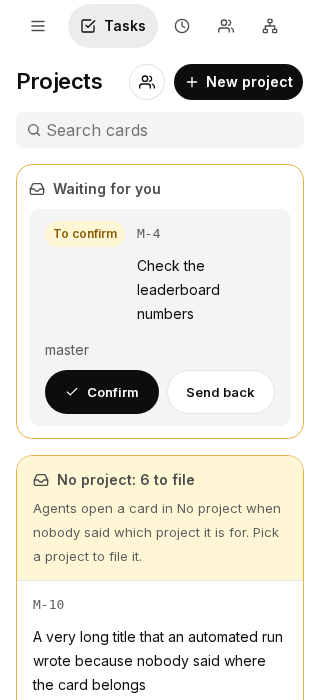 Tasks
Projects
New project
Search cards
Waiting for you
To confirm
M-4
Check the
leaderboard
numbers
master
Confirm
Send back
No project: 6 to file
Agents open a card in No project when
nobody said which project it is for. Pick
a project to file it.
M-10
A very long title that an automated run
wrote because nobody said where
the card belongs